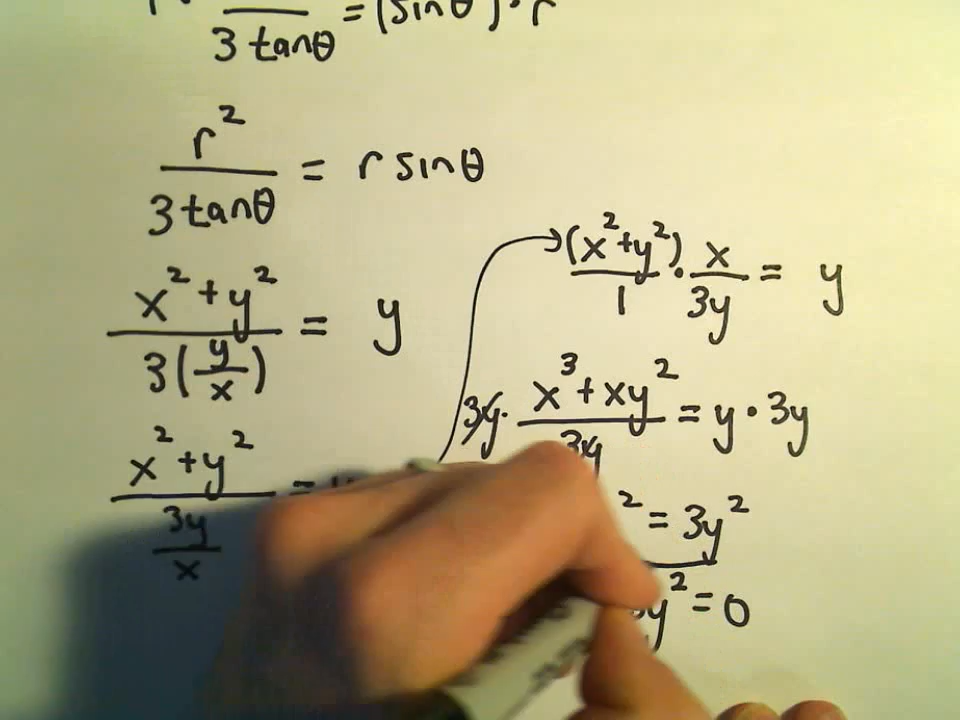 3 tanθ = (sinθ)·r
r² / 3 tanθ = r sinθ
(x² + y²) / (3(y/x)) = y
(x² + y²) / (3y/x) =
(x² + y²)/1 · x/3y = y
3y · (x³ + xy²) / 3y = y · 3y
² = 3y²
y² = 0